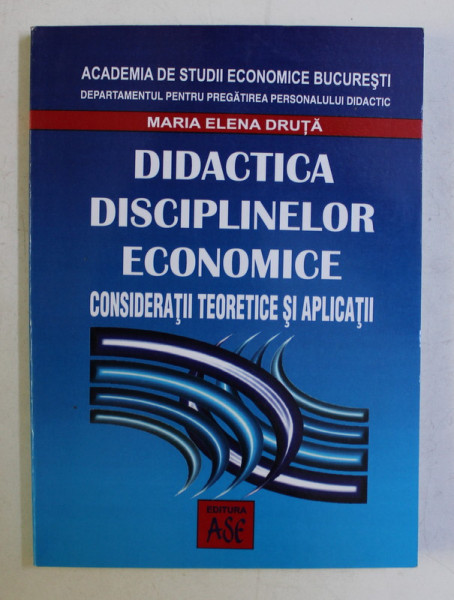 ACADEMIA DE STUDII ECONOMICE BUCUREŞTI
DEPARTAMENTUL PENTRU PREGĂTIREA PERSONALULUI DIDACTIC
MARIA ELENA DRUŢĂ
DIDACTICA
DISCIPLINELOR
ECONOMICE
CONSIDERAŢII TEORETICE ŞI APLICAŢII
EDITURA
ASE